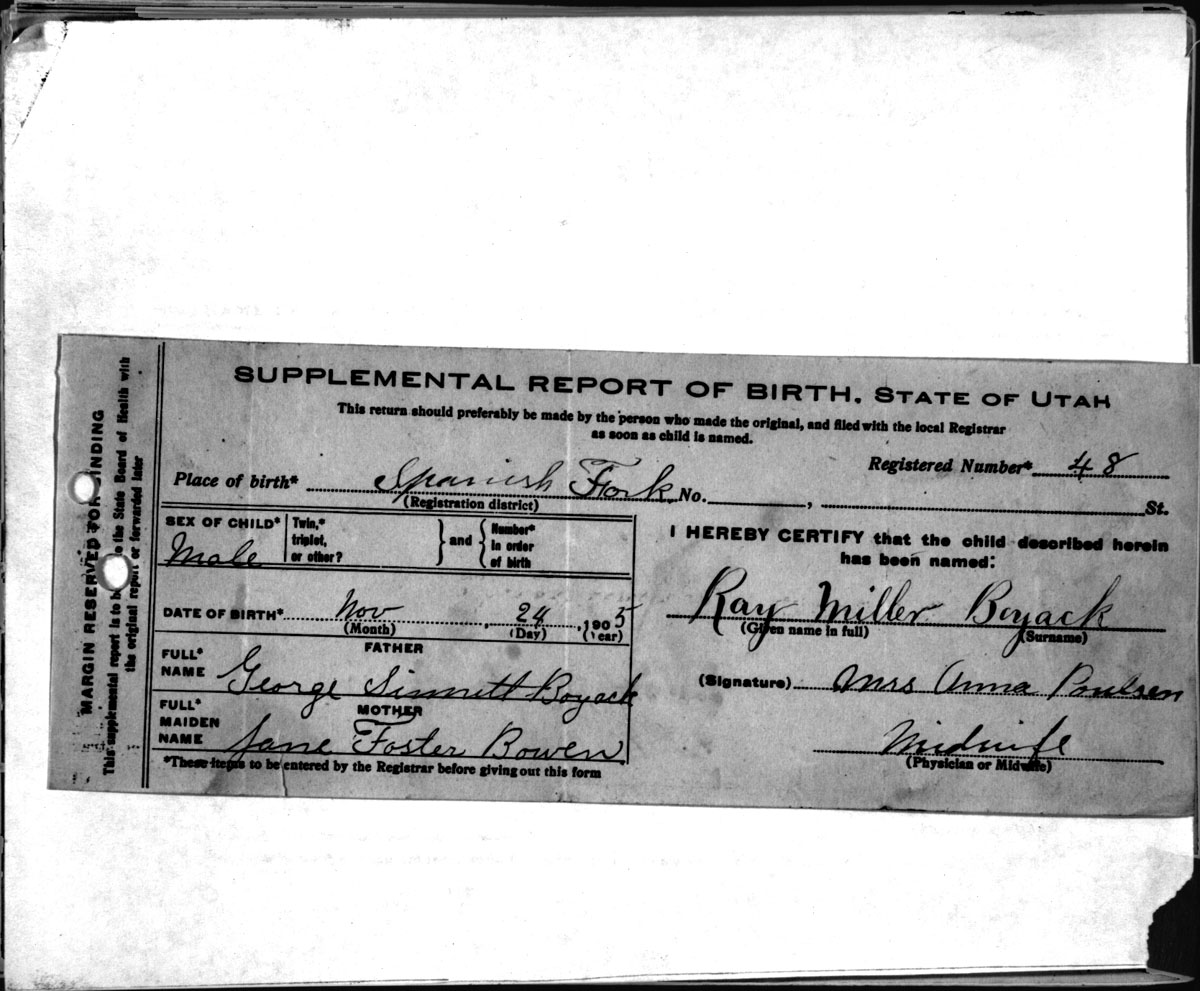 SUPPLEMENTAL REPORT OF BIRTH. STATE OF UTAH
This return should preferably be made by the person who made the original, and filed with the local Registrar
as soon as child is named.
Registered Number* 48
Place of birth* Spanish Fork No. , St.
(Registration district)
SEX OF CHILD* Male
Twin,*
triplet,
or other?
and
Number*
in order
of birth
DATE OF BIRTH* Nov , 24 , 1905
(Month) (Day) (Year)
FATHER
FULL*
NAME
George Sinnett Boyack
MOTHER
FULL*
MAIDEN
NAME
Jane Foster Bowen
*These items to be entered by the Registrar before giving out this form
I HEREBY CERTIFY that the child described herein
has been named:
Ray Miller Boyack
(Given name in full) (Surname)
(Signature) Mrs Anna Poulsen
Midwife
(Physician or Midwife)
MARGIN RESERVED FOR BINDING
This supplemental report is to be the State Board of Health with
the original report or forwarded later